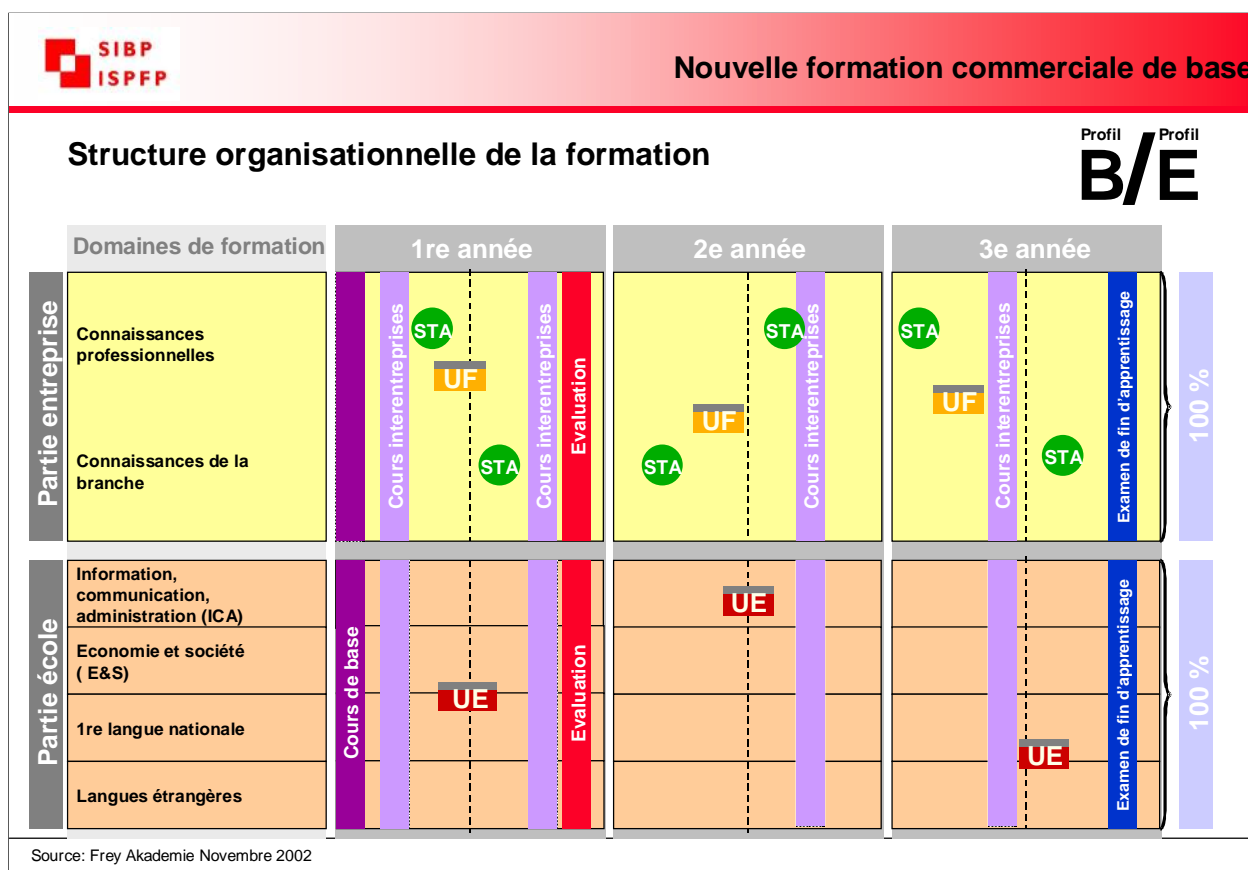 SIBP
ISPFP
Nouvelle formation commerciale de base
Structure organisationnelle de la formation
Profil Profil
B/E
Domaines de formation
1re année
2e année
3e année
Partie entreprise
Connaissances
professionnelles
Connaissances de la
branche
Cours interentreprises
STA
UF
STA
Cours interentreprises
Evaluation
STA
UF
STA
Cours interentreprises
STA
UF
Cours interentreprises
STA
Examen de fin d'apprentissage
100 %
Partie école
Information,
communication,
administration (ICA)
Economie et société
( E&S)
1re langue nationale
Langues étrangères
Cours de base
UE
Evaluation
UE
UE
Examen de fin d'apprentissage
100 %
Source: Frey Akademie Novembre 2002